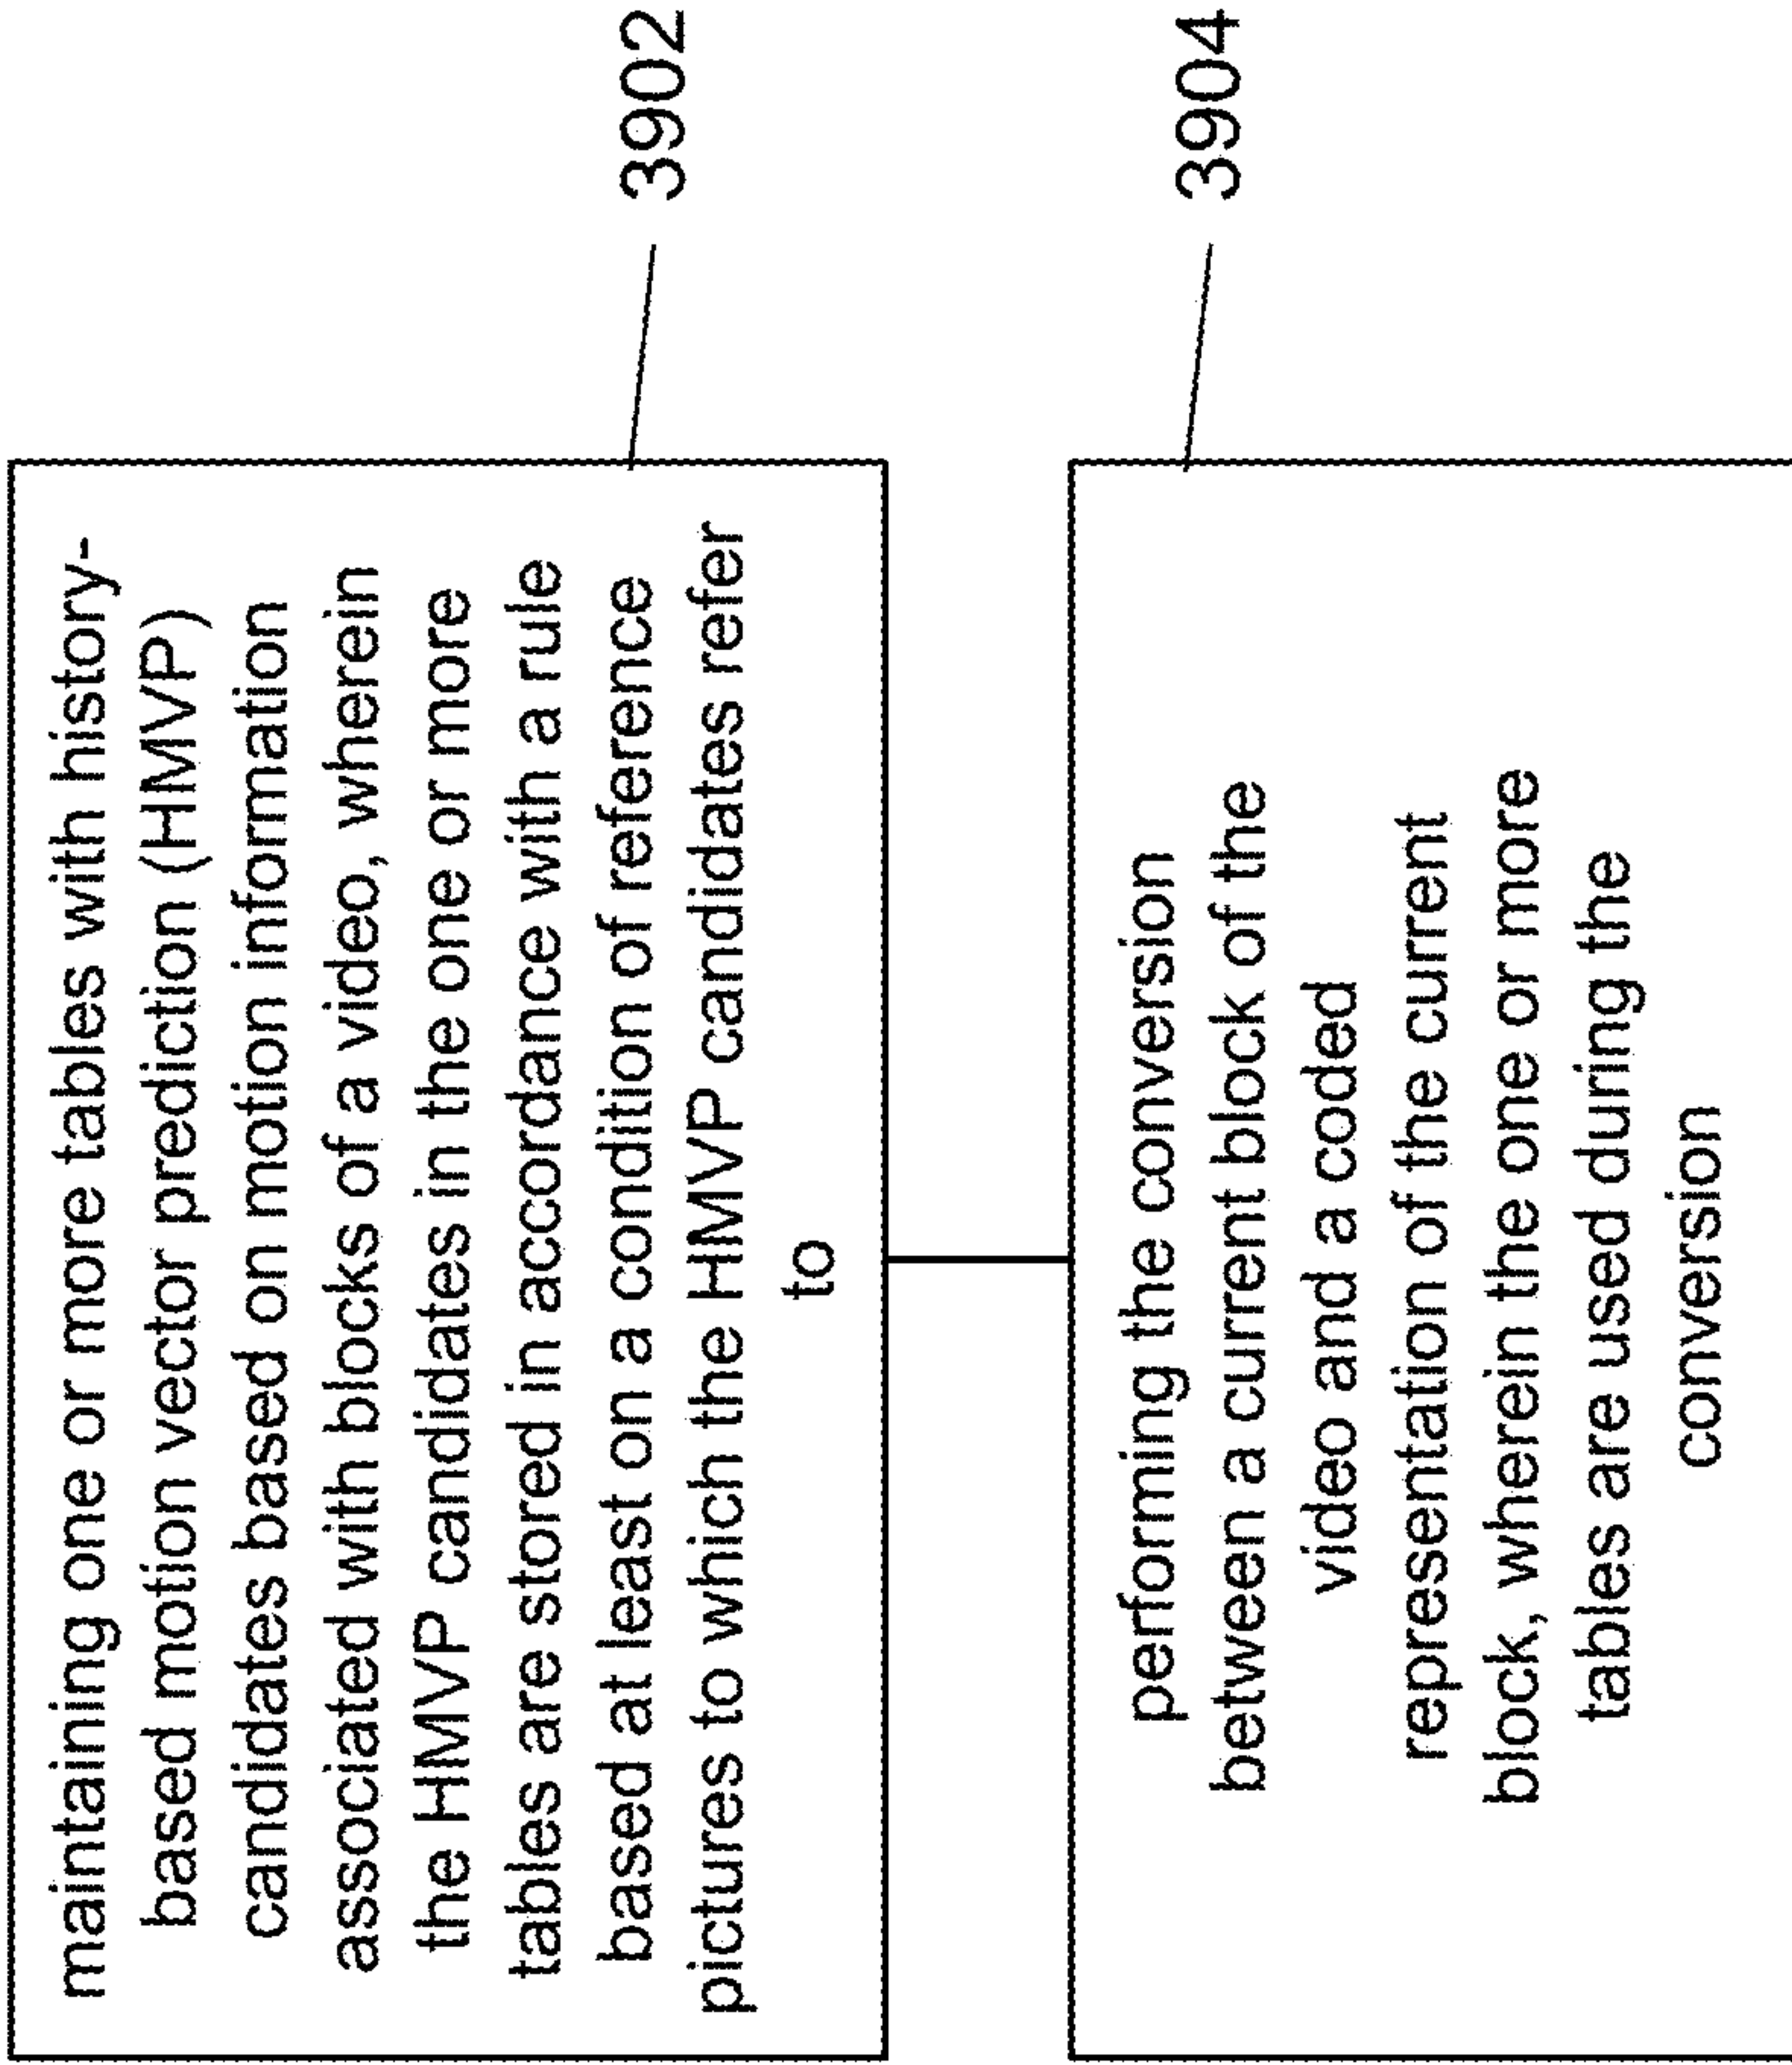 maintaining one or more tables with history-
based motion vector prediction (HMVP)
candidates based on motion information
associated with blocks of a video, wherein
the HMVP candidates in the one or more
tables are stored in accordance with a rule
based at least on a condition of reference
pictures to which the HMVP candidates refer
to
3902
performing the conversion
between a current block of the
video and a coded
representation of the current
block, wherein the one or more
tables are used during the
conversion
3904